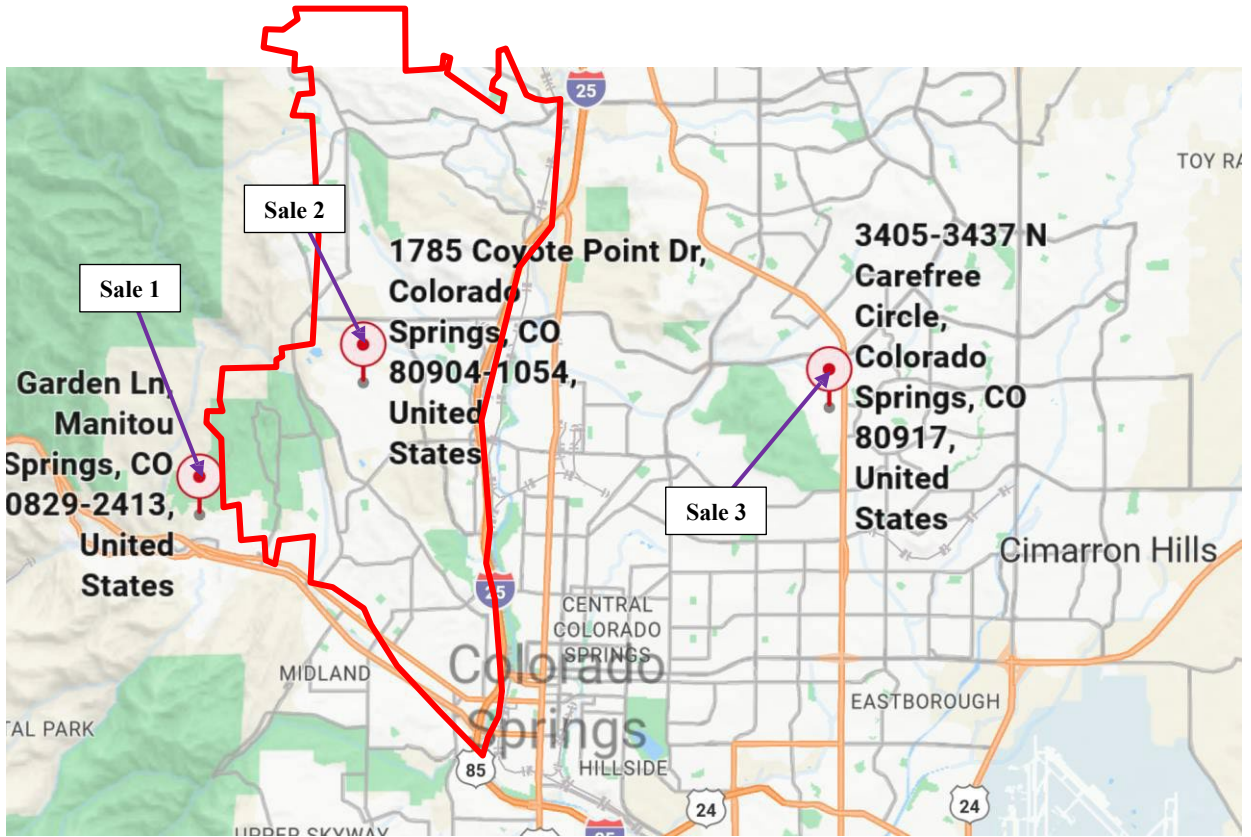 25
TOY RA
Sale 2
Sale 1
1785 Coyote Point Dr,
Colorado
Springs, CO
80904-1054,
United
States
3405-3437 N
Carefree
Circle,
Colorado
Springs, CO
80917,
United
States
Garden Ln,
Manitou
Springs, CO
0829-2413,
United
States
Sale 3
Cimarron Hills
25
CENTRAL
COLORADO
SPRINGS
Colorado
Springs
MIDLAND
EASTBOROUGH
TAL PARK
HILLSIDE
85
24
24
UPPER SKYWAY
25